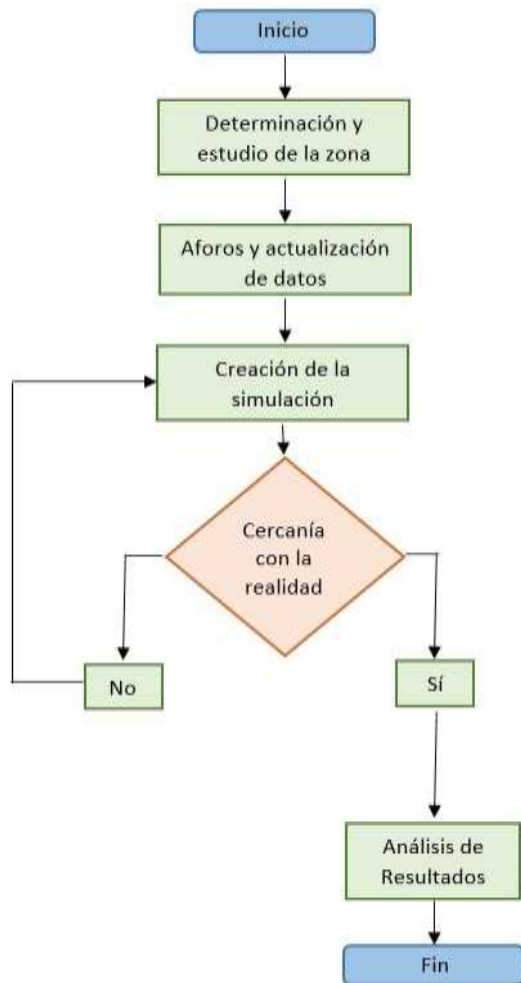 Inicio
Determinación y
estudio de la zona
Aforos y actualización
de datos
Creación de la
simulación
Cercanía
con la
realidad
No
Sí
Análisis de
Resultados
Fin